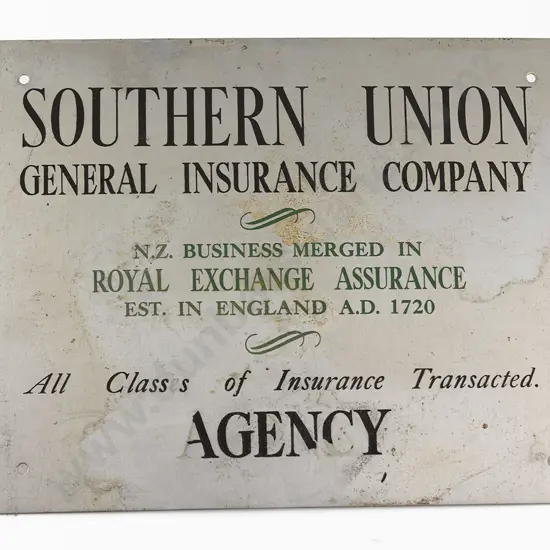 SOUTHERN UNION
GENERAL INSURANCE COMPANY
N.Z. BUSINESS MERGED IN
ROYAL EXCHANGE ASSURANCE
EST. IN ENGLAND A.D. 1720
All Classes of Insurance Transacted.
AGENCY